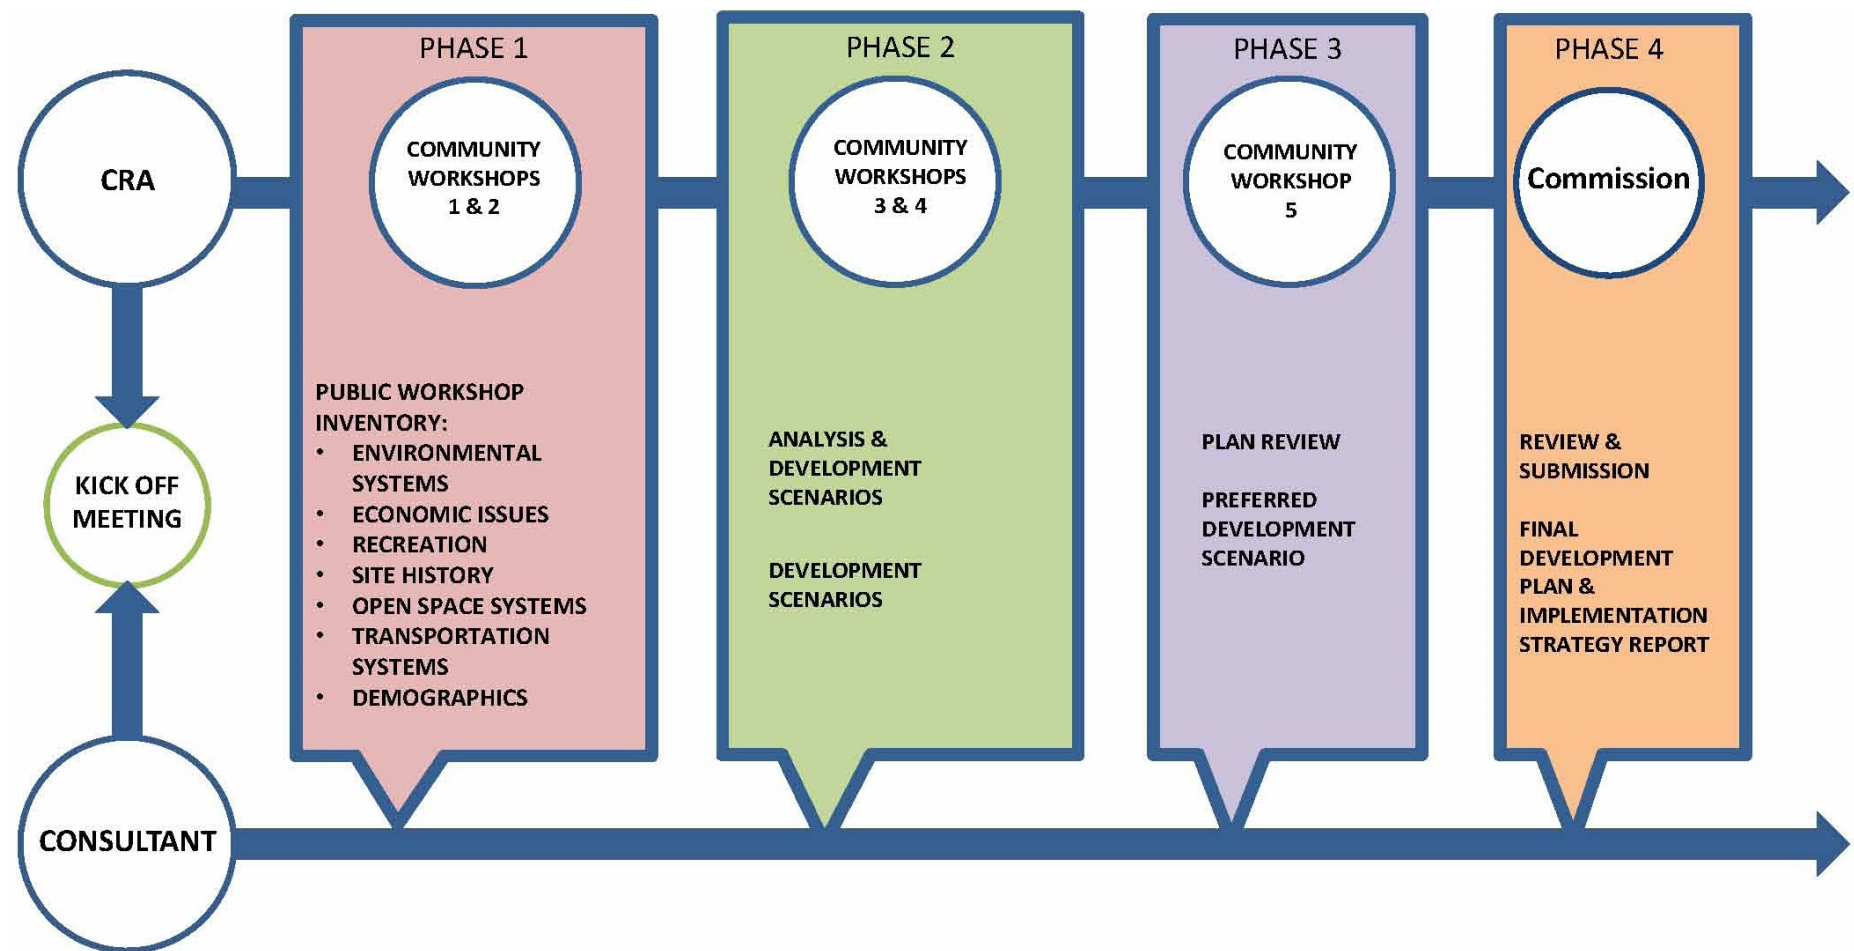 CRA
KICK OFF
MEETING
CONSULTANT
PHASE 1
COMMUNITY
WORKSHOPS
1 & 2
PUBLIC WORKSHOP
INVENTORY:
• ENVIRONMENTAL
SYSTEMS
• ECONOMIC ISSUES
• RECREATION
• SITE HISTORY
• OPEN SPACE SYSTEMS
• TRANSPORTATION
SYSTEMS
• DEMOGRAPHICS
PHASE 2
COMMUNITY
WORKSHOPS
3 & 4
ANALYSIS &
DEVELOPMENT
SCENARIOS
DEVELOPMENT
SCENARIOS
PHASE 3
COMMUNITY
WORKSHOP
5
PLAN REVIEW
PREFERRED
DEVELOPMENT
SCENARIO
PHASE 4
Commission
REVIEW &
SUBMISSION
FINAL
DEVELOPMENT
PLAN &
IMPLEMENTATION
STRATEGY REPORT